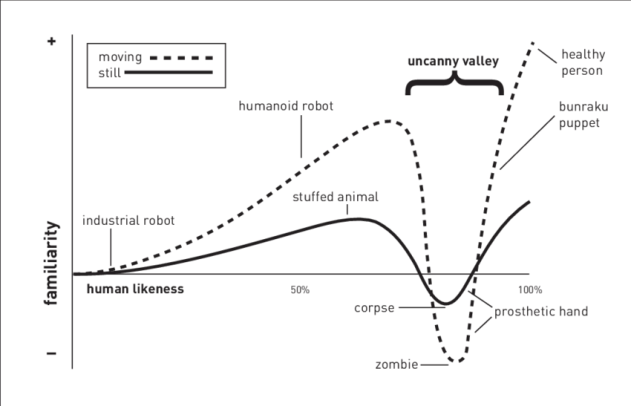 +
moving
still
uncanny valley
healthy
person
humanoid robot
bunraku
puppet
stuffed animal
industrial robot
familiarity
human likeness
50%
100%
corpse
prosthetic hand
–
zombie